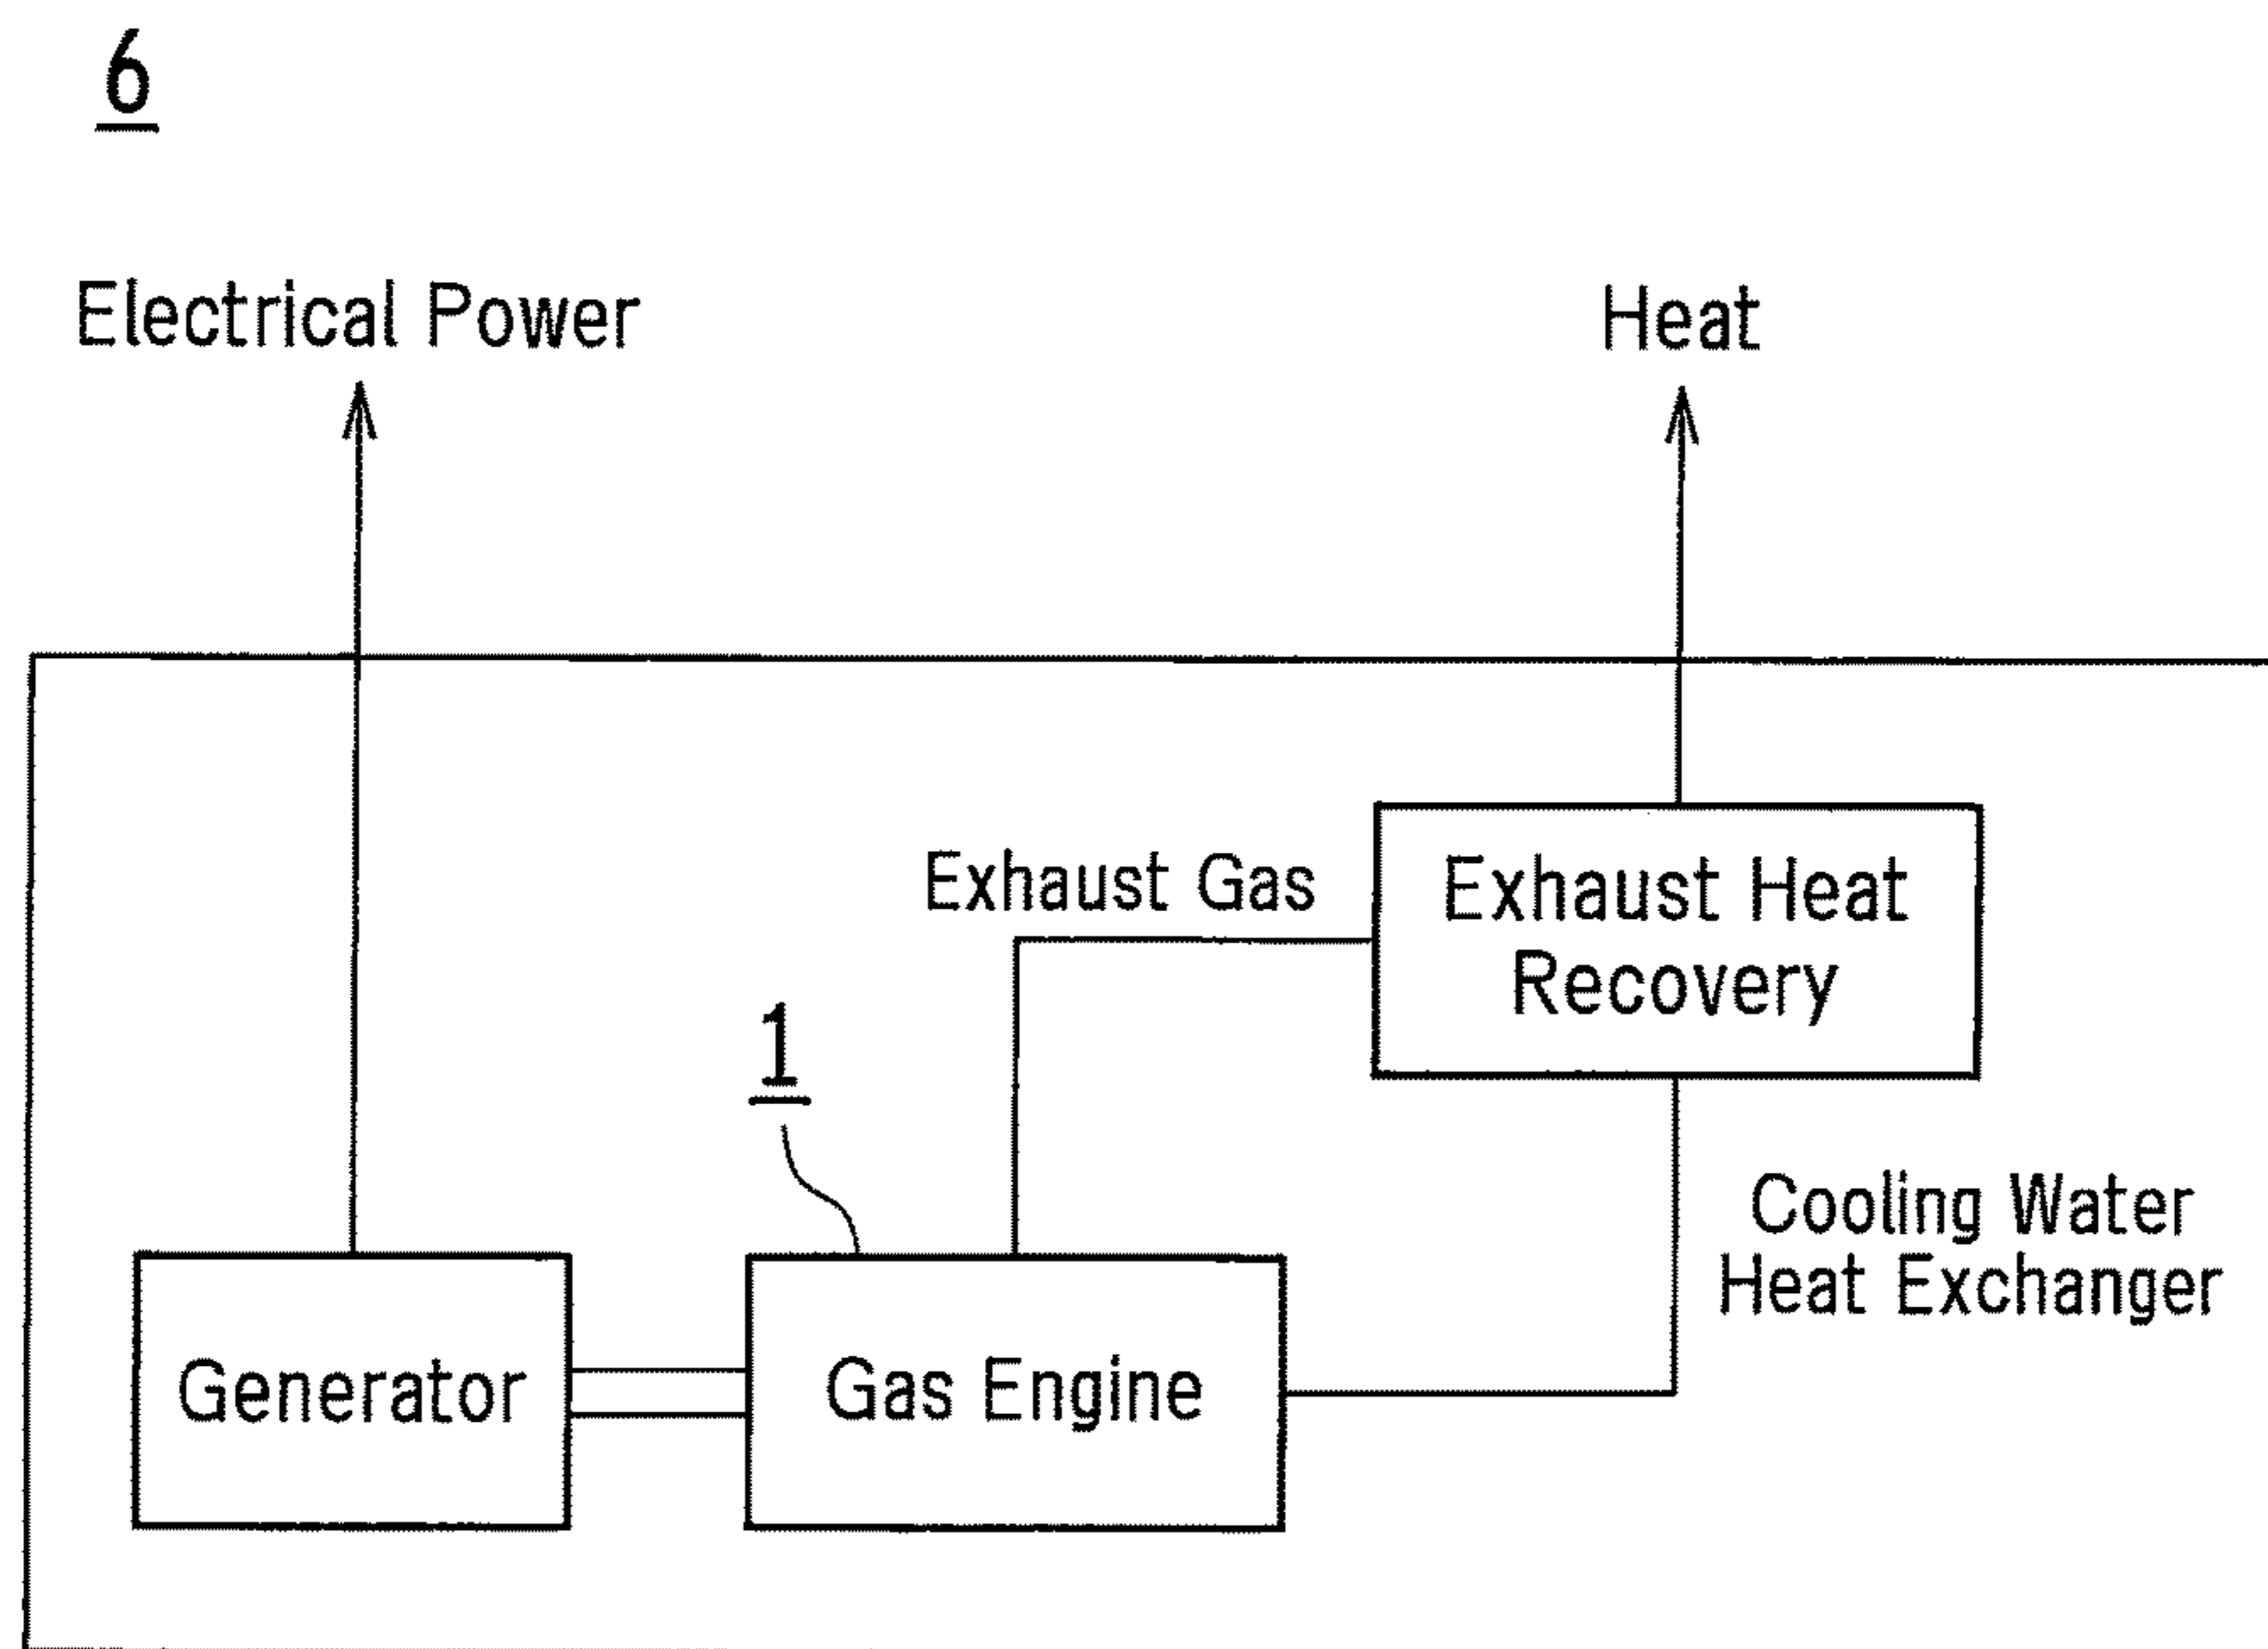 6
Electrical Power
Heat
Exhaust Gas
Exhaust Heat
Recovery
1
Cooling Water
Heat Exchanger
Generator
Gas Engine